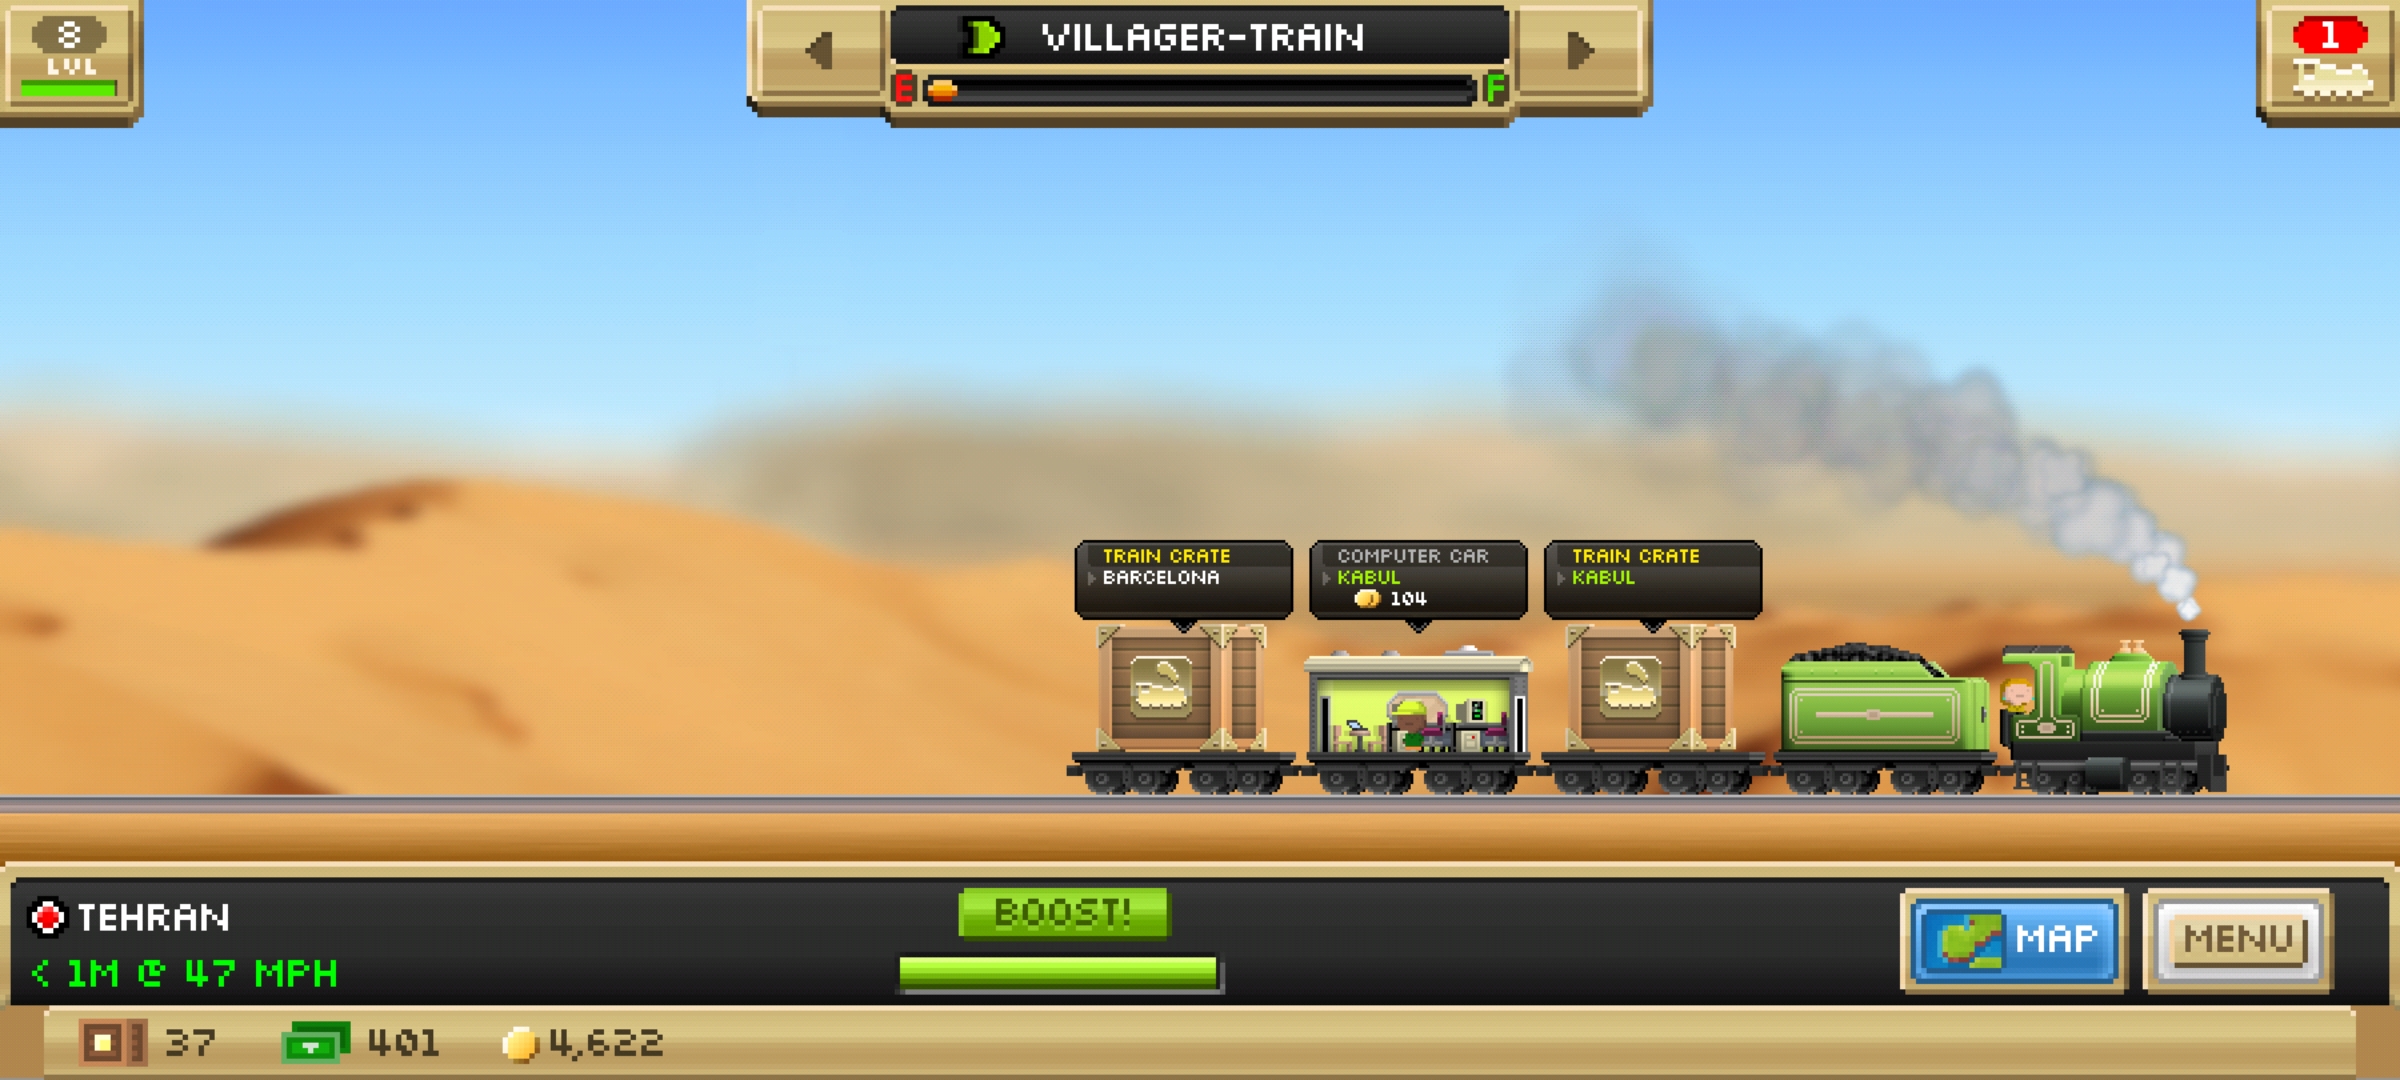 8
LVL
VILLAGER-TRAIN
E F
1
TRAIN CRATE
BARCELONA
COMPUTER CAR
KABUL
104
TRAIN CRATE
KABUL
TEHRAN
< 1M @ 47 MPH
BOOST!
MAP
MENU
37
401
4,622